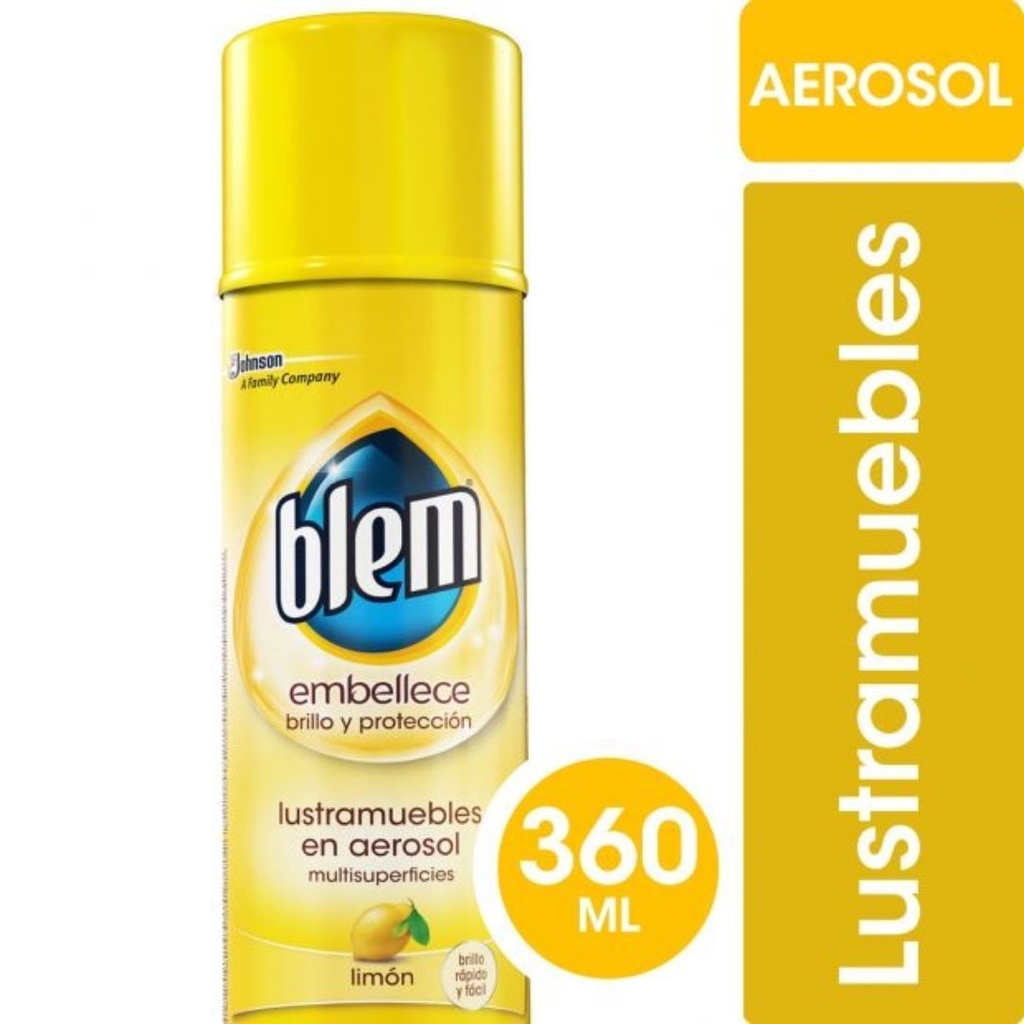 AEROSOL
Lustramuebles
Johnson
A Family Company
blem
embellece
brillo y protección
lustramuebles
en aerosol
multisuperficies
limón
brillo
rápido
y fácil
360
ML